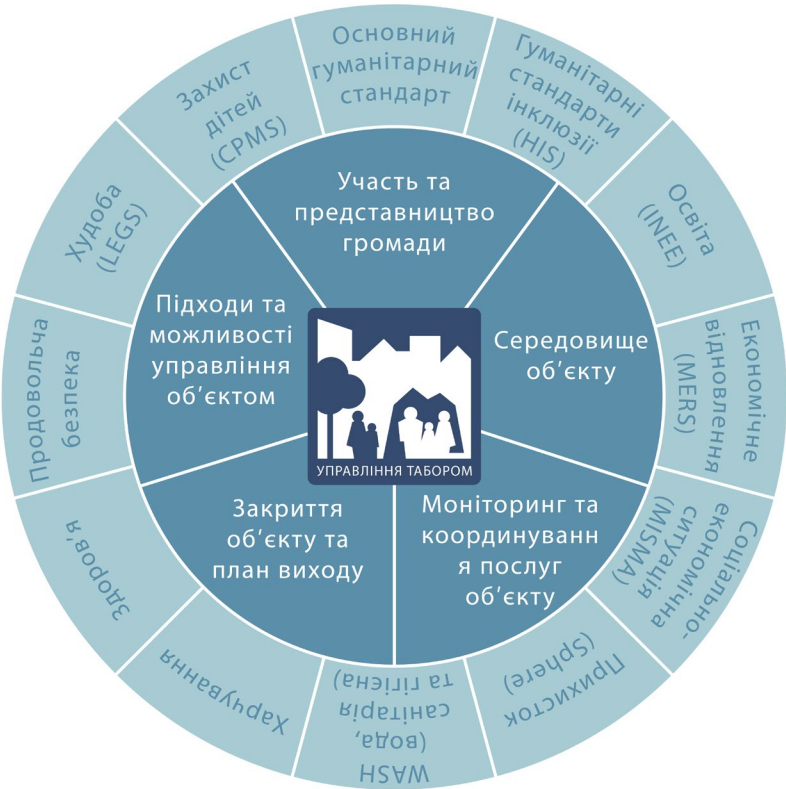 Основний
гуманітарний
стандарт
Гуманітарні
стандарти
інклюзії
(HIS)
Освіта
(INEE)
Економічне
відновлення
(MERS)
Соціально-
економічна
ситуація
(MISMA)
Прихисток
(Sphere)
WASH
(вода,
санітарія
та гігієна)
Харчування
Здоров’я
Продовольча
безпека
Худоба
(LEGS)
Захист
дітей
(CPMS)
Участь та
представництво
громади
Середовище
об’єкту
Моніторинг та
координуванн
я послуг
об’єкту
Закриття
об’єкту та
план виходу
Підходи та
можливості
управління
об’єктом
УПРАВЛІННЯ ТАБОРОМ